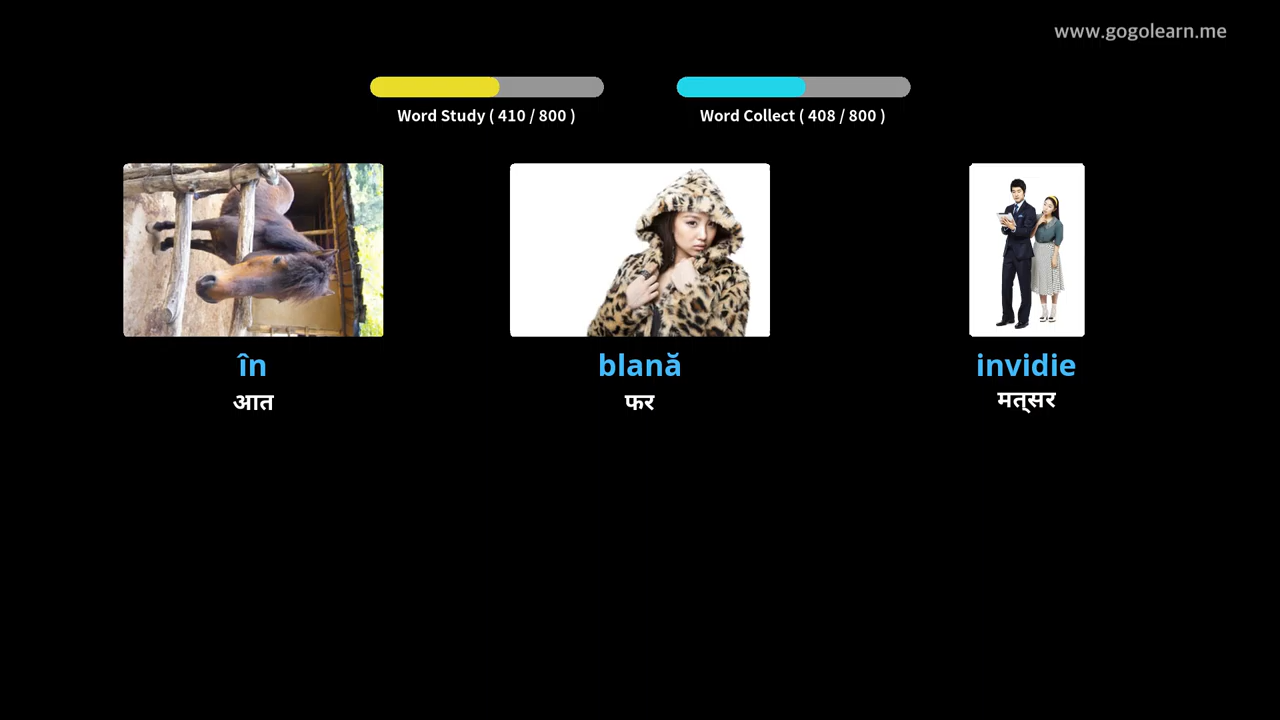 www.gogolearn.me
Word Study ( 410 / 800 )
Word Collect ( 408 / 800 )
în
आत
blană
फर
invidie
मत्सर